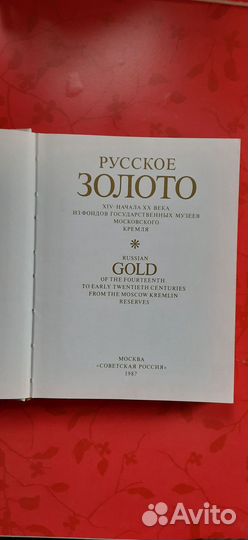 РУССКОЕ
ЗОЛОТО
XIV–НАЧАЛА XX ВЕКА
ИЗ ФОНДОВ ГОСУДАРСТВЕННЫХ МУЗЕЕВ
МОСКОВСКОГО
КРЕМЛЯ
RUSSIAN
GOLD
OF THE FOURTEENTH
TO EARLY TWENTIETH CENTURIES
FROM THE MOSCOW KREMLIN
RESERVES
МОСКВА
«СОВЕТСКАЯ РОССИЯ»
1987
Avito